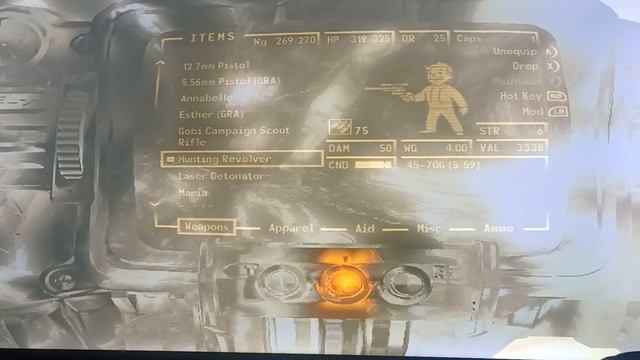 ITEMS Wg 269/270 HP 319/325 DR 25 Caps
Unequip A)
Drop X)
Hot Key RB
Mod LB
12.7mm Pistol
5.56mm Pistol (GRA)
Annabelle
Esther (GRA)
Gobi Campaign Scout
Rifle
Hunting Revolver
Laser Detonator
Maria
75
STR 6
DAM 50 WG 4.00 VAL 3338
CND .45-70G (5/59)
Weapons Apparel Aid Misc Ammo